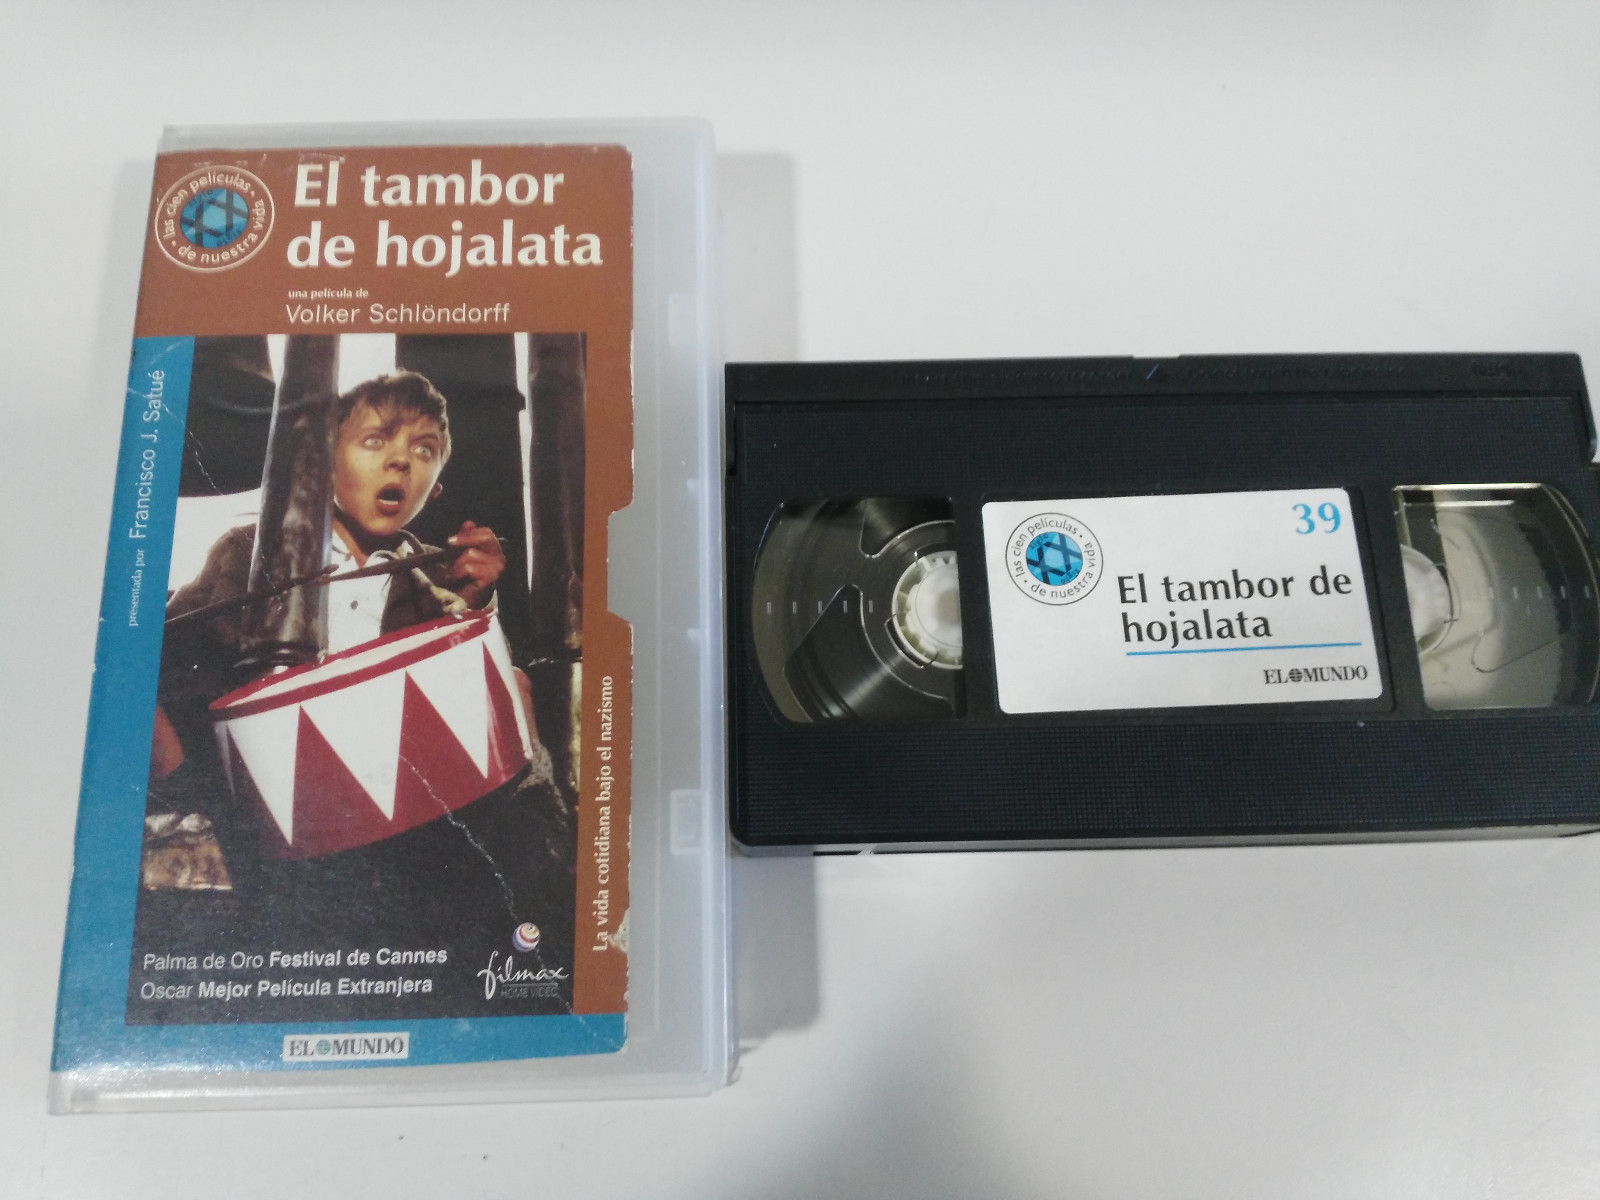 las cien películas
de nuestra vida
El tambor
de hojalata
una película de
Volker Schlöndorff
presentada por Francisco J. Satué
La vida cotidiana bajo el nazismo
Palma de Oro Festival de Cannes
Oscar Mejor Película Extranjera
filmax
HOME VIDEO
EL MUNDO
39
las cien películas
de nuestra vida
El tambor de
hojalata
EL MUNDO